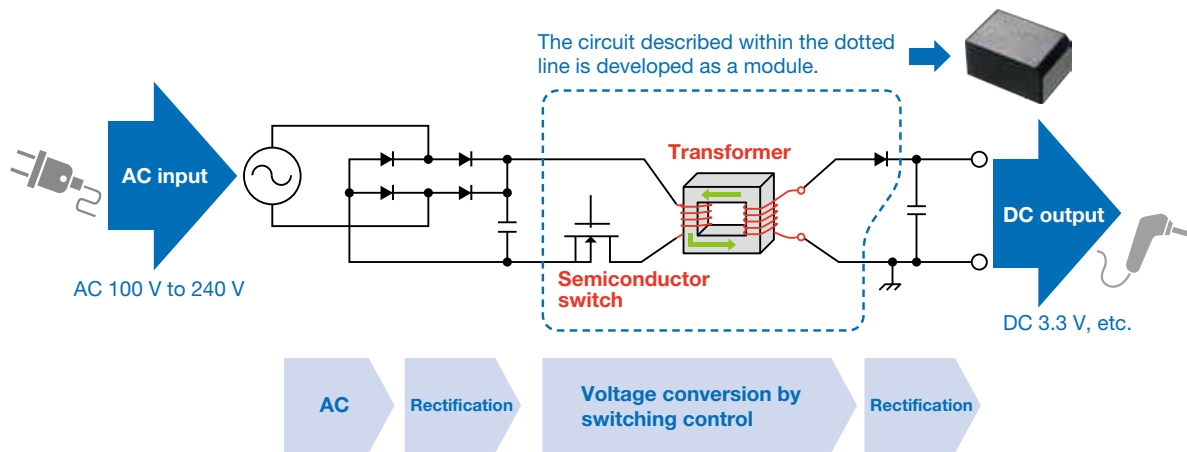 The circuit described within the dotted
line is developed as a module.
AC input
Transformer
DC output
Semiconductor
switch
AC 100 V to 240 V
DC 3.3 V, etc.
AC
Rectification
Voltage conversion by
switching control
Rectification